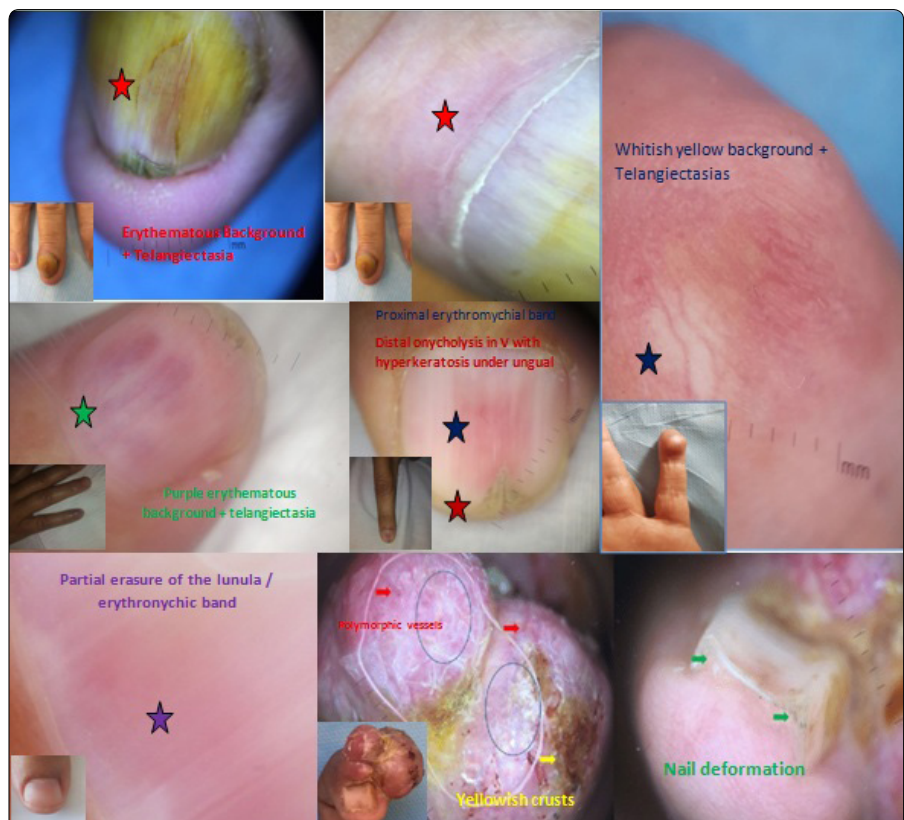 Erythematous Background
+ Telangiectasia
mm
Whitish yellow background +
Telangiectasias
mm
Purple erythematous
background + telangiectasia
Proximal erythromychial band
Distal onycholysis in V with
hyperkeratosis under ungual
Partial erasure of the lunula /
erythronychic band
Polymorphic vessels
Yellowish crusts
Nail deformation